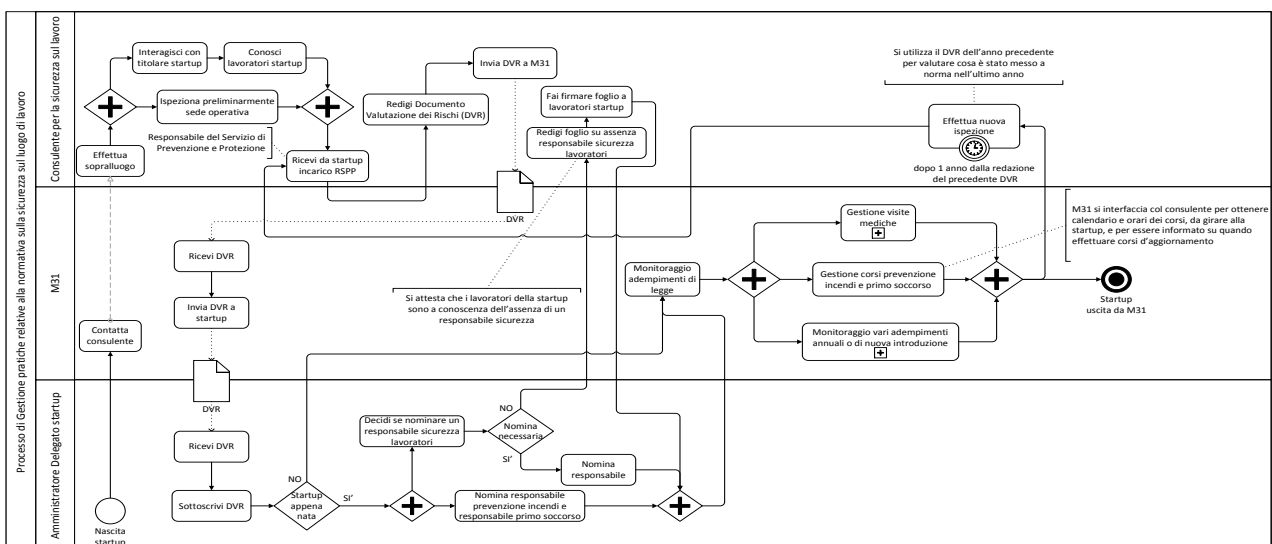 Processo di Gestione pratiche relative alla normativa sulla sicurezza sul luogo di lavoro
Consulente per la sicurezza sul lavoro
Interagisci con
titolare startup
Conosci
lavoratori startup
Ispeziona preliminarmente
sede operativa
Effettua
sopralluogo
Responsabile del Servizio di
Prevenzione e Protezione
Ricevi da startup
incarico RSPP
Redigi Documento
Valutazione dei Rischi (DVR)
Invia DVR a M31
DVR
Fai firmare foglio a
lavoratori startup
Redigi foglio su assenza
responsabile sicurezza
lavoratori
Si utilizza il DVR dell'anno precedente
per valutare cosa è stato messo a
norma nell'ultimo anno
Effettua nuova
ispezione
dopo 1 anno dalla redazione
del precedente DVR
M31
Contatta
consulente
Ricevi DVR
Invia DVR a
startup
DVR
Si attesta che i lavoratori della startup
sono a conoscenza dell'assenza di un
responsabile sicurezza
Monitoraggio
adempimenti di
legge
Gestione visite
mediche
Gestione corsi prevenzione
incendi e primo soccorso
Monitoraggio vari adempimenti
annuali o di nuova introduzione
M31 si interfaccia col consulente per ottenere
calendario e orari dei corsi, da girare alla
startup, e per essere informato su quando
effettuare corsi d'aggiornamento
Startup
uscita da M31
Amministratore Delegato startup
Nascita
startup
Ricevi DVR
Sottoscrivi DVR
NO
Startup
appena
nata
SI'
Decidi se nominare un
responsabile sicurezza
lavoratori
NO
Nomina
necessaria
SI'
Nomina
responsabile
Nomina responsabile
prevenzione incendi e
responsabile primo soccorso